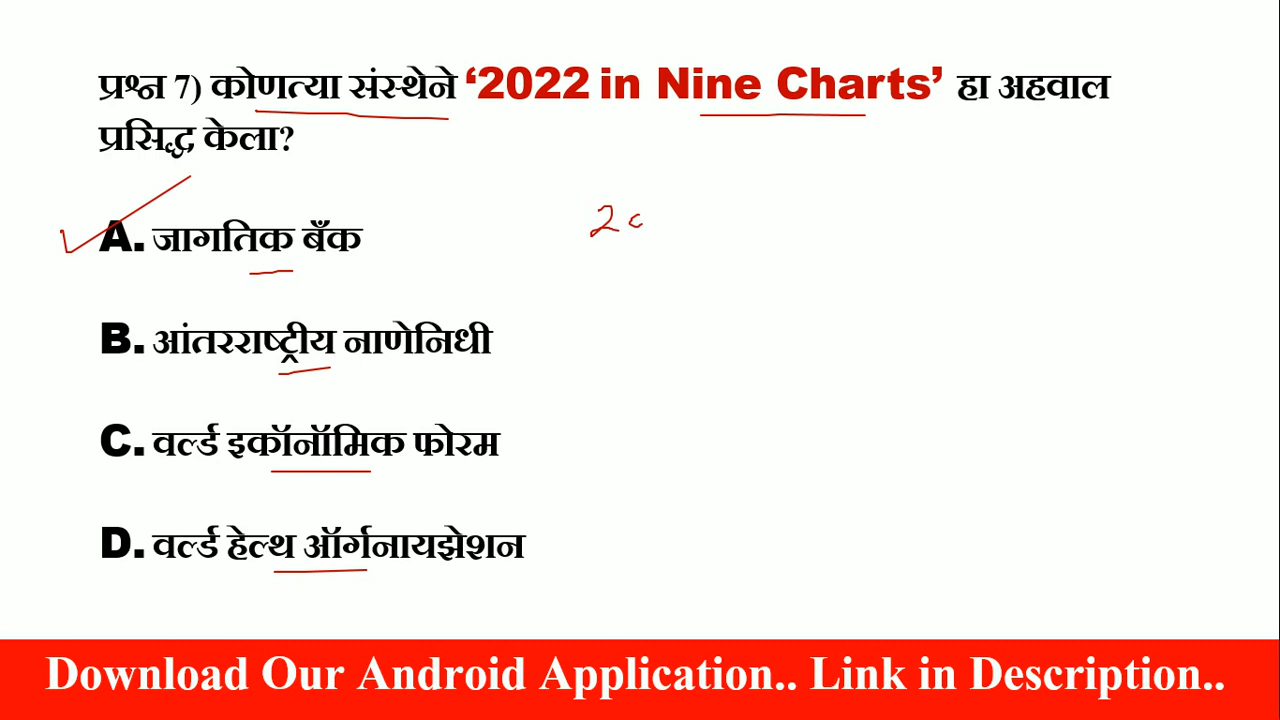 प्रश्न 7) कोणत्या संस्थेने ‘2022 in Nine Charts’ हा अहवाल
प्रसिद्ध केला?
A. जागतिक बँक
2
B. आंतरराष्ट्रीय नाणेनिधी
C. वर्ल्ड इकॉनॉमिक फोरम
D. वर्ल्ड हेल्थ ऑर्गनायझेशन
Download Our Android Application.. Link in Description..